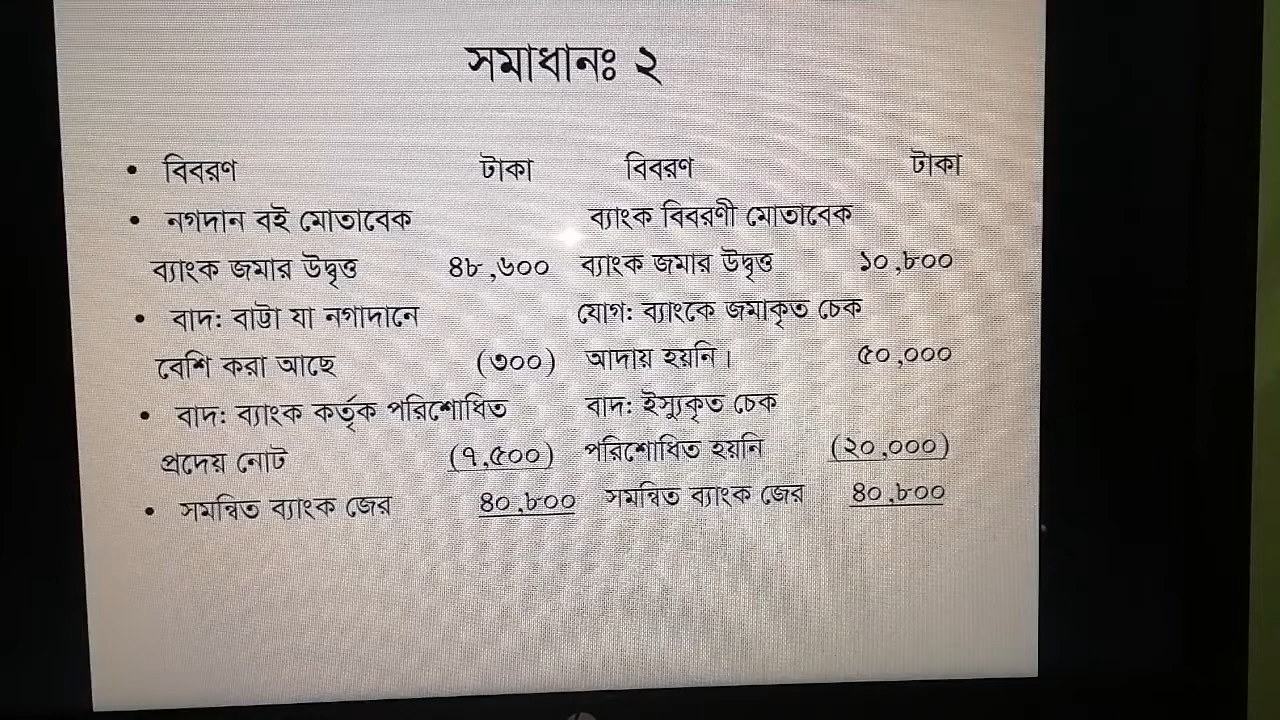 সমাধানঃ ২
• বিবরণ টাকা বিবরণ টাকা
• নগদান বই মোতাবেক ব্যাংক বিবরণী মোতাবেক
ব্যাংক জমার উদ্বৃত্ত ৪৮,৬০০ ব্যাংক জমার উদ্বৃত্ত ১০,৮০০
• বাদ: বাট্টা যা নগাদানে যোগ: ব্যাংকে জমাকৃত চেক
বেশি করা আছে (৩০০) আদায় হয়নি। ৫০,০০০
• বাদ: ব্যাংক কর্তৃক পরিশোধিত বাদ: ইস্যুকৃত চেক
প্রদেয় নোট (৭,৫০০) পরিশোধিত হয়নি (২০,০০০)
• সমন্বিত ব্যাংক জের ৪০,৮০০ সমন্বিত ব্যাংক জের ৪০,৮০০